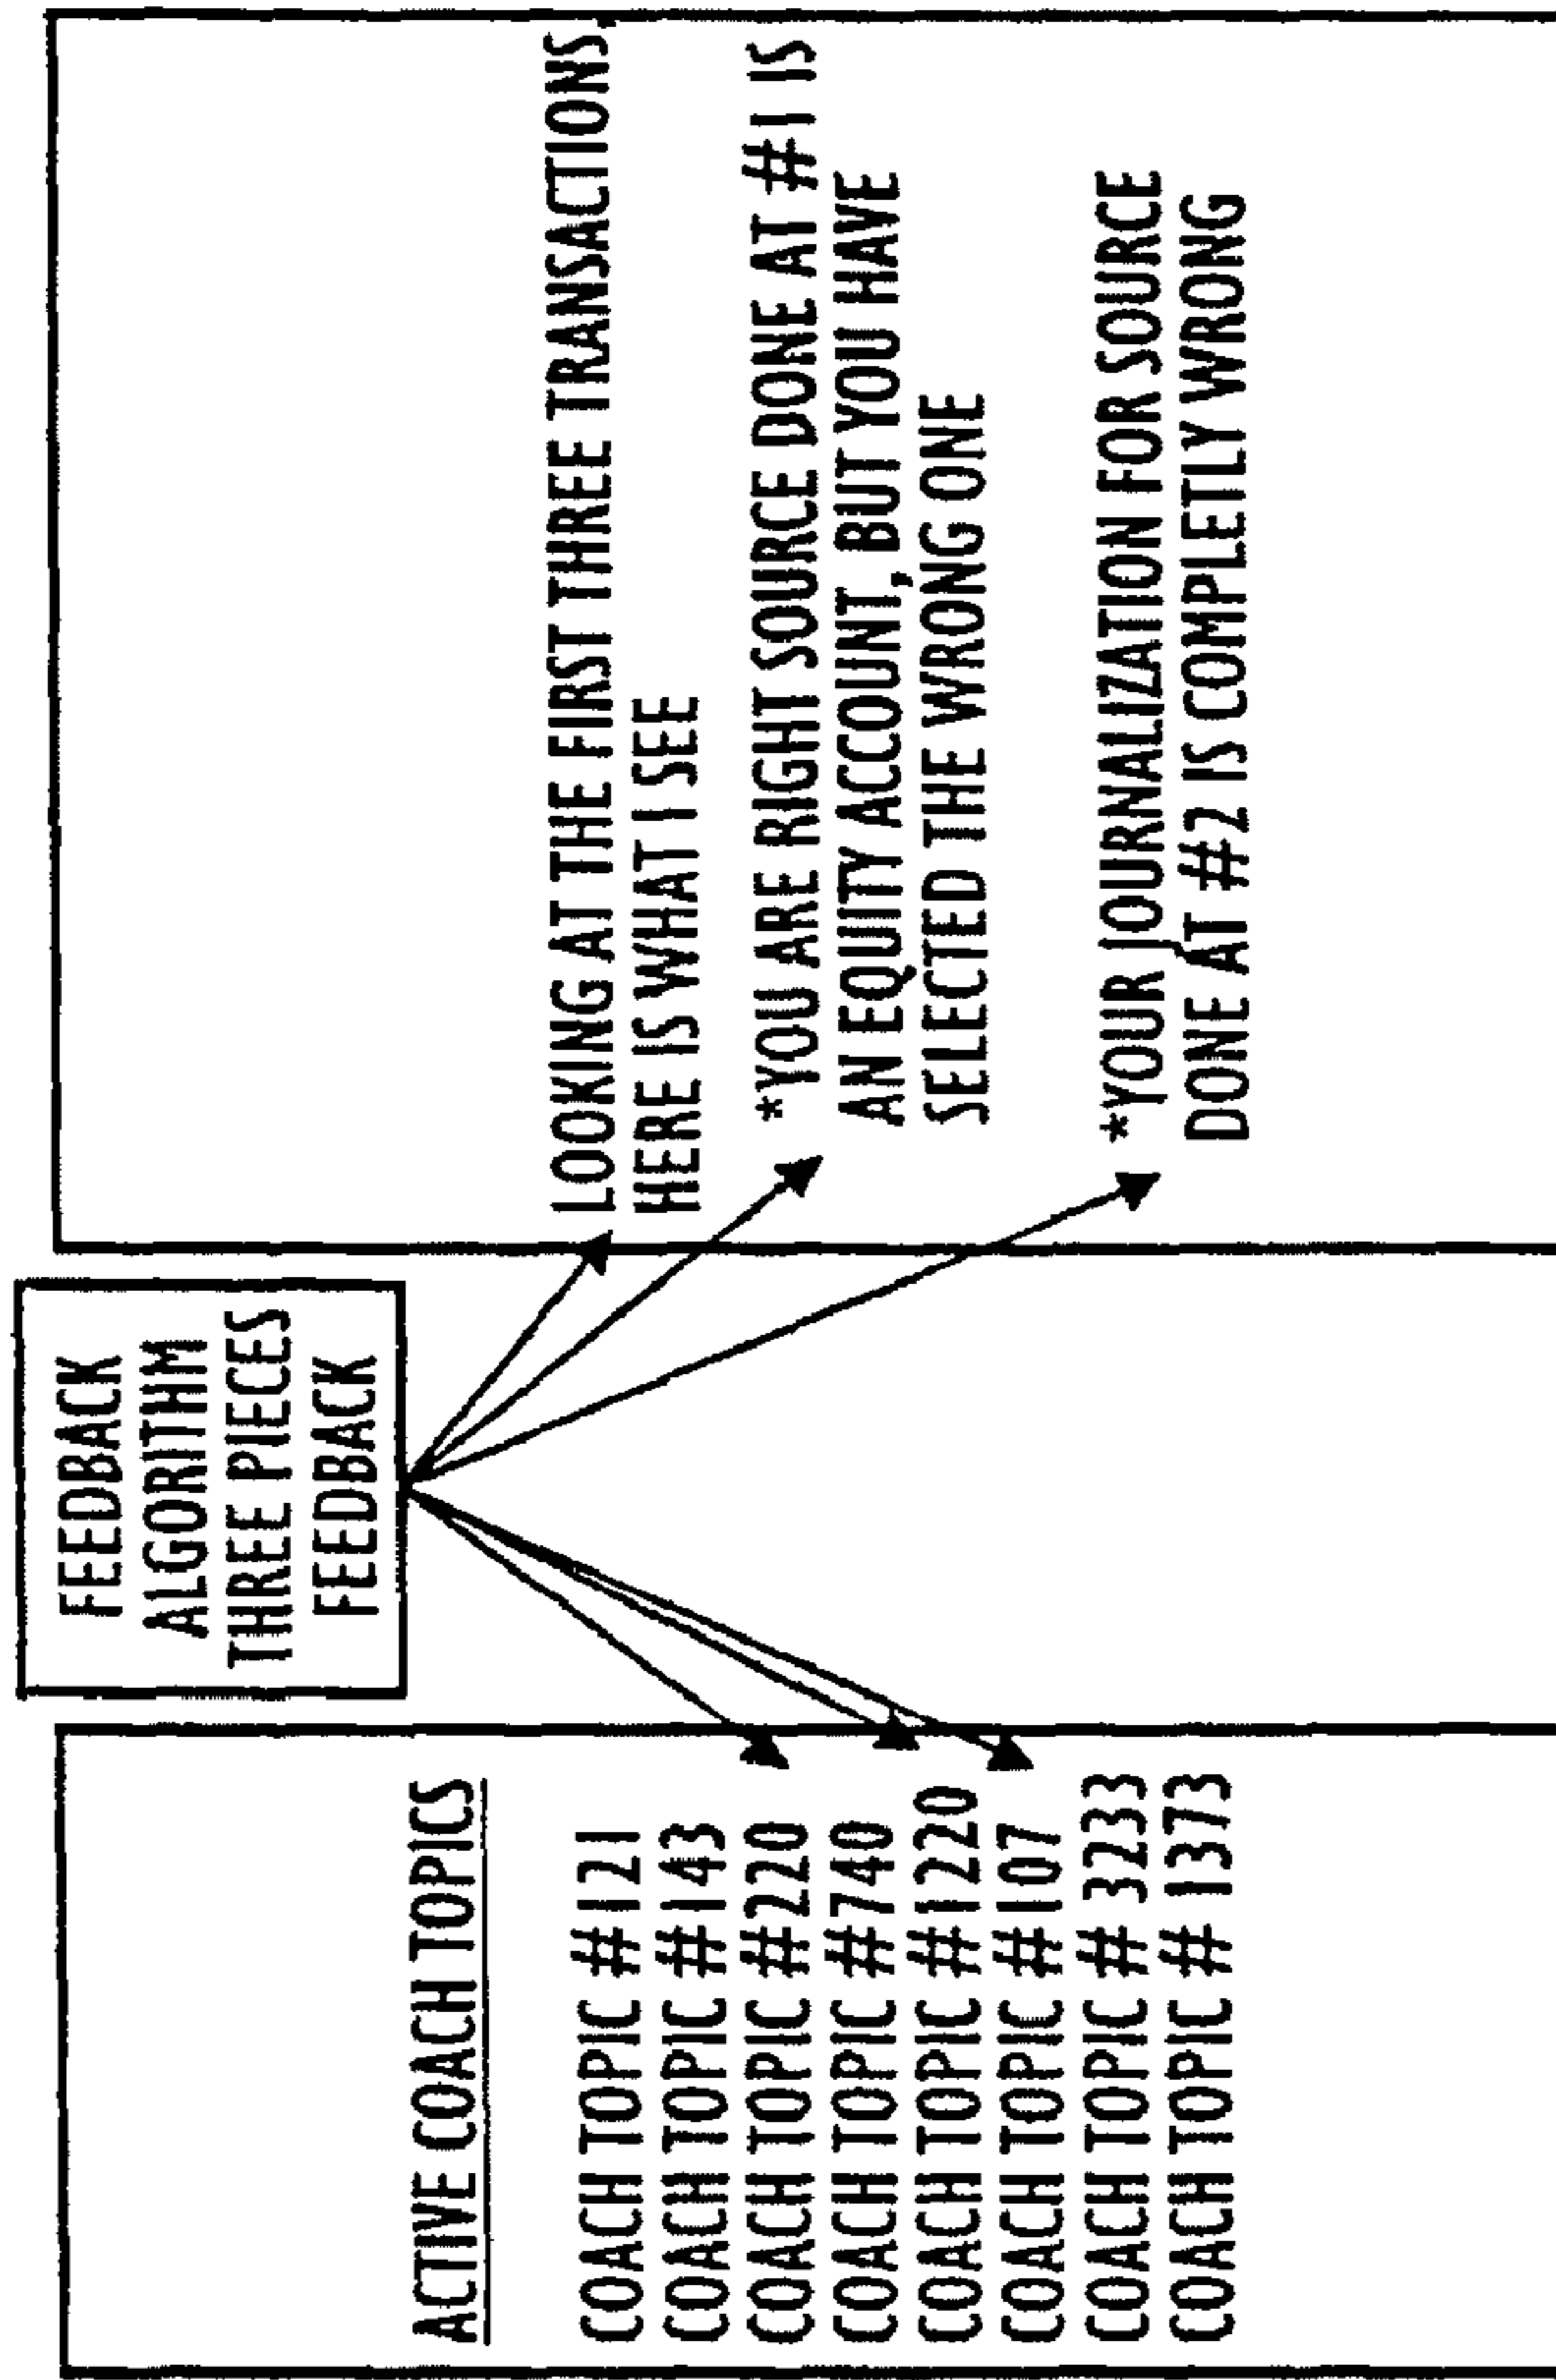 FEEDBACK
ALGORITHM
THREE PIECES
FEEDBACK
ACTIVE COACH TOPICS
COACH TOPIC #121
COACH TOPIC #143
COACH TOPIC #220
COACH TOPIC #740
COACH TOPIC #1220
COACH TOPIC #107
COACH TOPIC # 3233
COACH TOPIC # 1373
LOOKING AT THE FIRST THREE TRANSACTIONS,
HERE IS WHAT I SEE
*YOU ARE RIGHT SOURCE DONE AT #1 IS
AN EQUITY ACCOUNT, BUT YOU HAVE
SELECTED THE WRONG ONE
*YOUR JOURNALIZATION FOR SOURCE
DONE AT #2 IS COMPLETLY WRONG